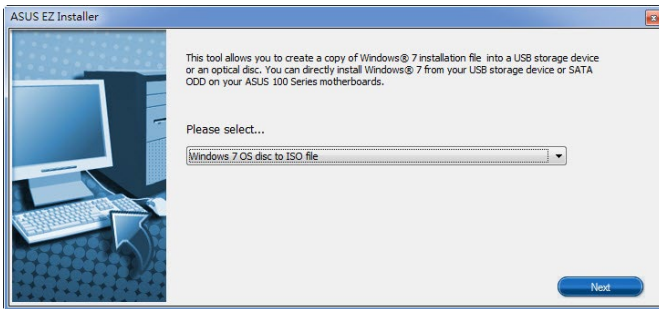 ASUS EZ Installer
This tool allows you to create a copy of Windows® 7 installation file into a USB storage device
or an optical disc. You can directly install Windows® 7 from your USB storage device or SATA
ODD on your ASUS 100 Series motherboards.
Please select...
Windows 7 OS disc to ISO file
Next